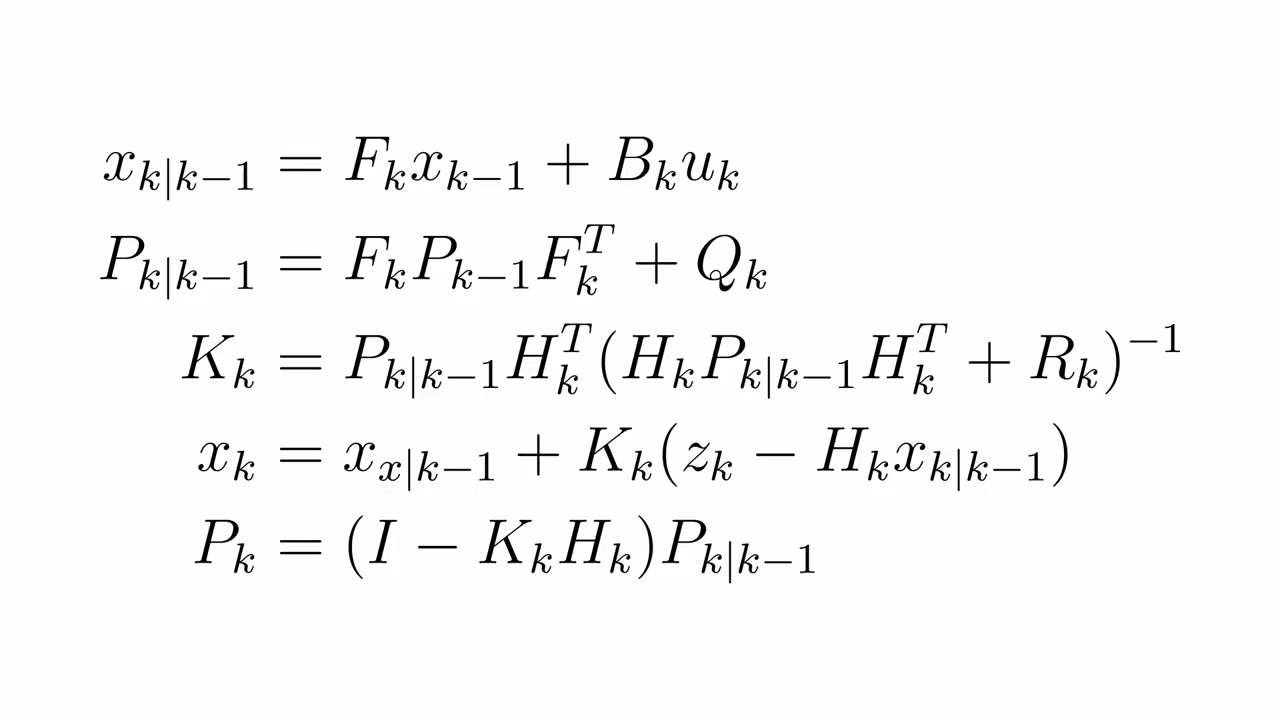 x_{k|k-1} = F_k x_{k-1} + B_k u_k
P_{k|k-1} = F_k P_{k-1} F_k^T + Q_k
K_k = P_{k|k-1} H_k^T (H_k P_{k|k-1} H_k^T + R_k)^{-1}
x_k = x_{x|k-1} + K_k (z_k - H_k x_{k|k-1})
P_k = (I - K_k H_k) P_{k|k-1}